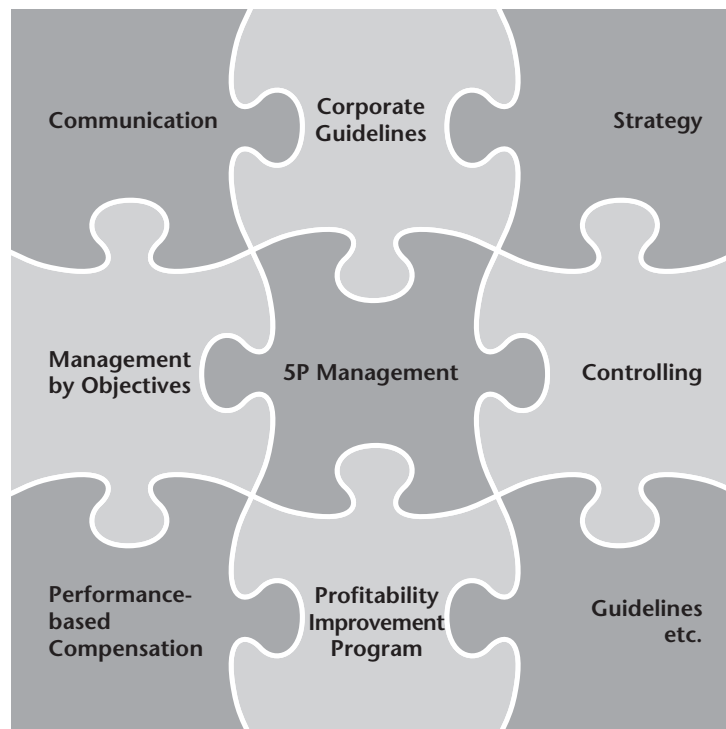 Communication
Corporate
Guidelines
Strategy
Management
by Objectives
5P Management
Controlling
Performance-
based
Compensation
Profitability
Improvement
Program
Guidelines
etc.